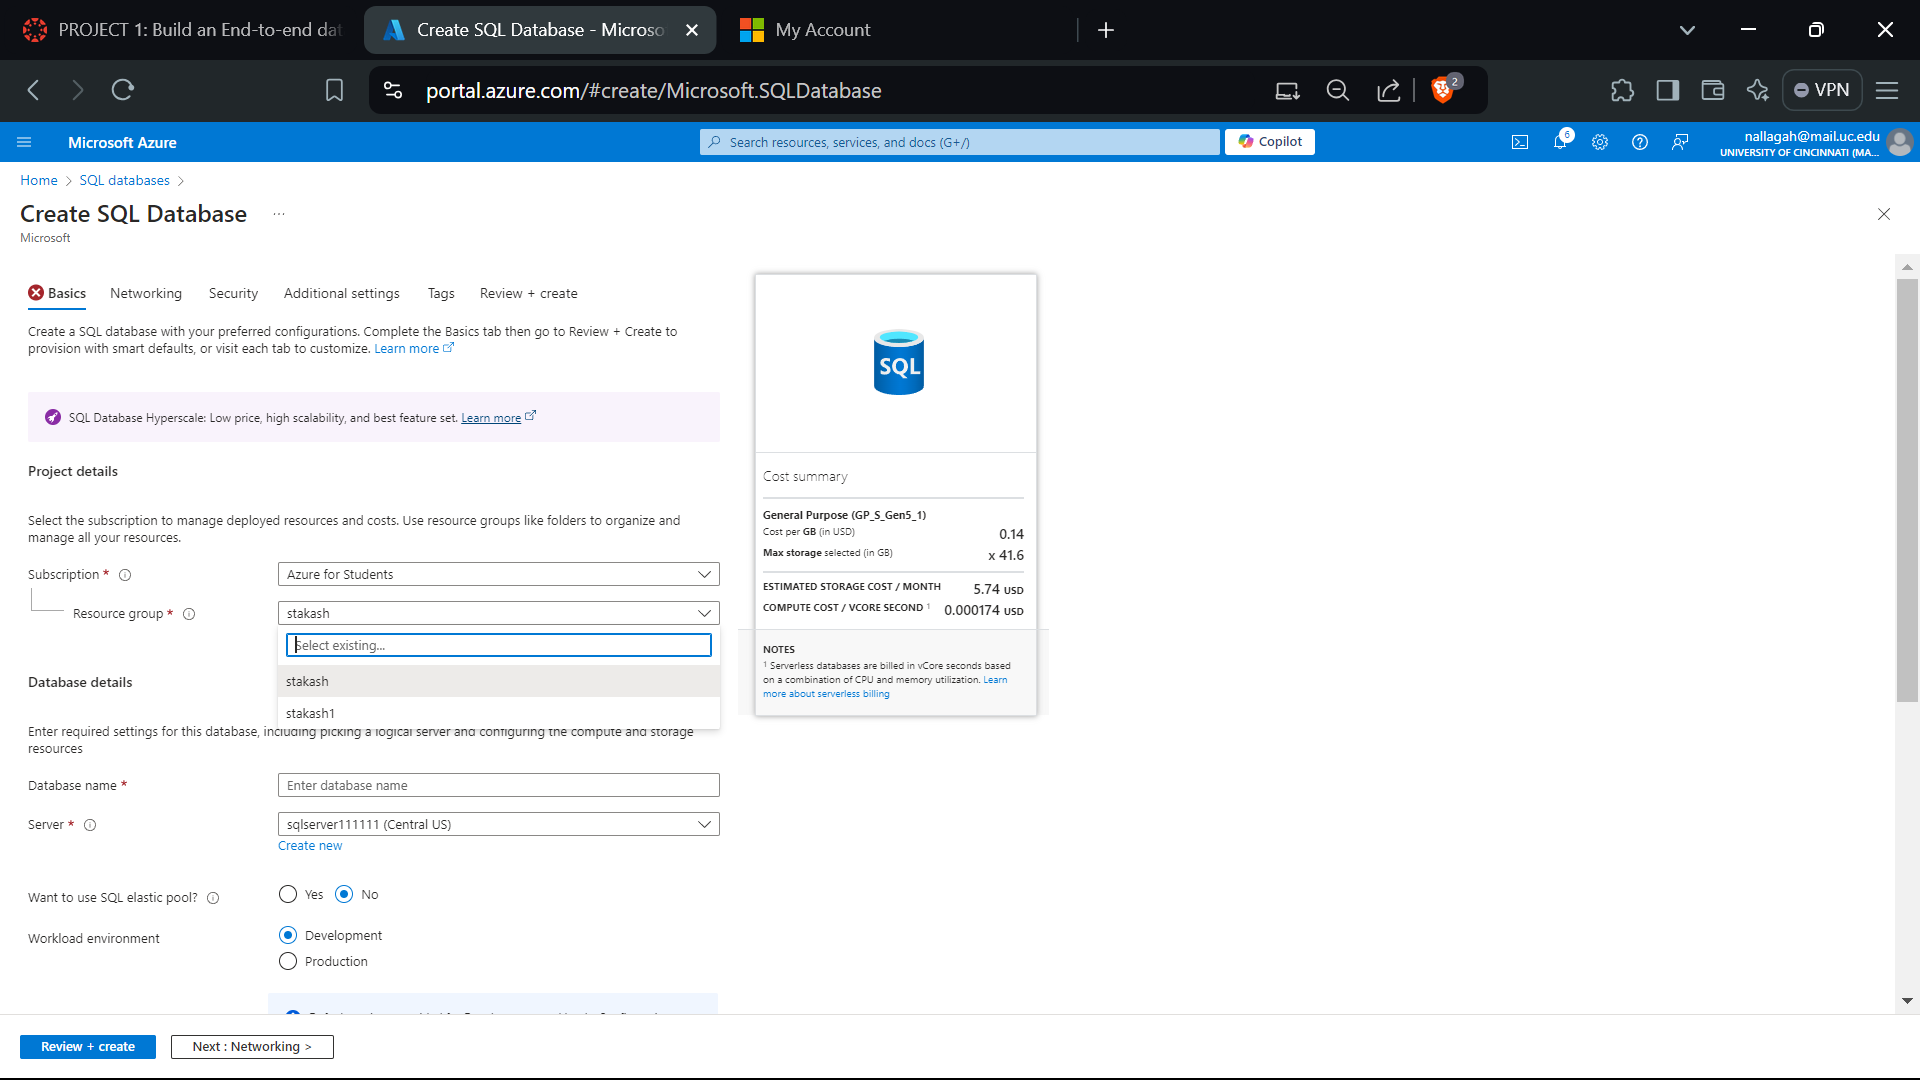 PROJECT 1: Build an End-to-end dat
Create SQL Database - Microso
My Account
portal.azure.com/#create/Microsoft.SQLDatabase
2
VPN
Microsoft Azure
Search resources, services, and docs (G+/)
Copilot
6
nallagah@mail.uc.edu
UNIVERSITY OF CINCINNATI (MA...
Home > SQL databases >
Create SQL Database ...
Microsoft
Basics Networking Security Additional settings Tags Review + create
Create a SQL database with your preferred configurations. Complete the Basics tab then go to Review + Create to
provision with smart defaults, or visit each tab to customize. Learn more
SQL Database Hyperscale: Low price, high scalability, and best feature set. Learn more
Project details
Select the subscription to manage deployed resources and costs. Use resource groups like folders to organize and
manage all your resources.
Subscription *
Azure for Students
Resource group *
stakash
Select existing...
stakash
stakash1
Database details
Enter required settings for this database, including picking a logical server and configuring the compute and storage
resources
Database name *
Enter database name
Server *
sqlserver111111 (Central US)
Create new
Want to use SQL elastic pool?
Yes
No
Workload environment
Development
Production
Review + create
Next : Networking >
SQL
Cost summary
General Purpose (GP_S_Gen5_1)
Cost per GB (in USD)
0.14
Max storage selected (in GB)
x 41.6
ESTIMATED STORAGE COST / MONTH
5.74 USD
COMPUTE COST / VCORE SECOND 1
0.000174 USD
NOTES
1 Serverless databases are billed in vCore seconds based
on a combination of CPU and memory utilization. Learn
more about serverless billing